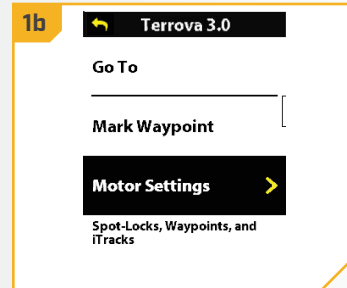 1b
Terrova 3.0
Go To
Mark Waypoint
Motor Settings
Spot-Locks, Waypoints, and
iTracks